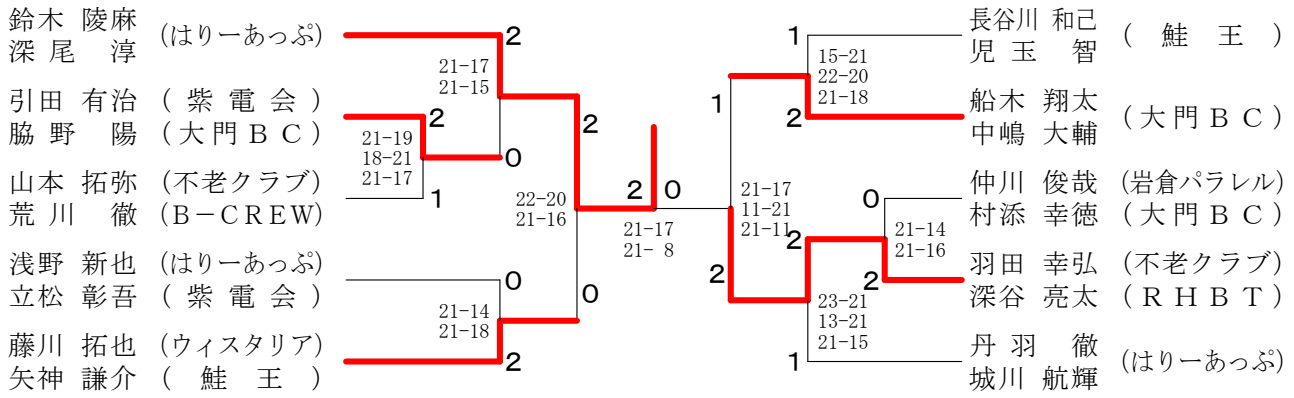 鈴木 陵麻
深尾 淳
(はりーあっぷ)
2
21-17
21-15
引田 有治 (紫電会)
脇野 陽 (大門BC)
2
21-19
18-21
21-17
0
山本 拓弥 (不老クラブ)
荒川 徹 (B-CREW)
1
2
22-20
21-16
浅野 新也 (はりーあっぷ)
立松 彰吾 (紫電会)
0
21-14
21-18
0
藤川 拓也 (ウィスタリア)
矢神 謙介 (鮭王)
2
2 0
21-17
21- 8
長谷川 和己
児玉 智
(鮭王)
1
15-21
22-20
21-18
1
船木 翔太
中嶋 大輔
(大門BC)
2
21-17
11-21
21-11
仲川 俊哉 (岩倉パラレル)
村添 幸徳 (大門BC)
0
21-14
21-16
2
羽田 幸弘 (不老クラブ)
深谷 亮太 (RHBT)
2
2
23-21
13-21
21-15
丹羽 徹
城川 航輝
(はりーあっぷ)
1